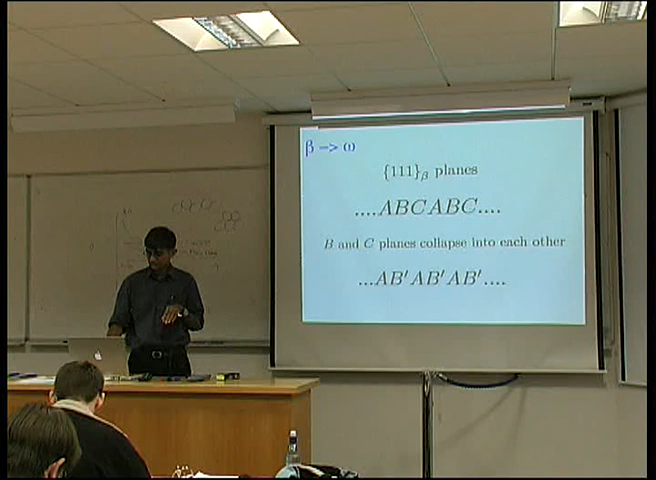 β -> ω
{111}β planes
....ABCABC....
B and C planes collapse into each other
...AB'AB'AB'....